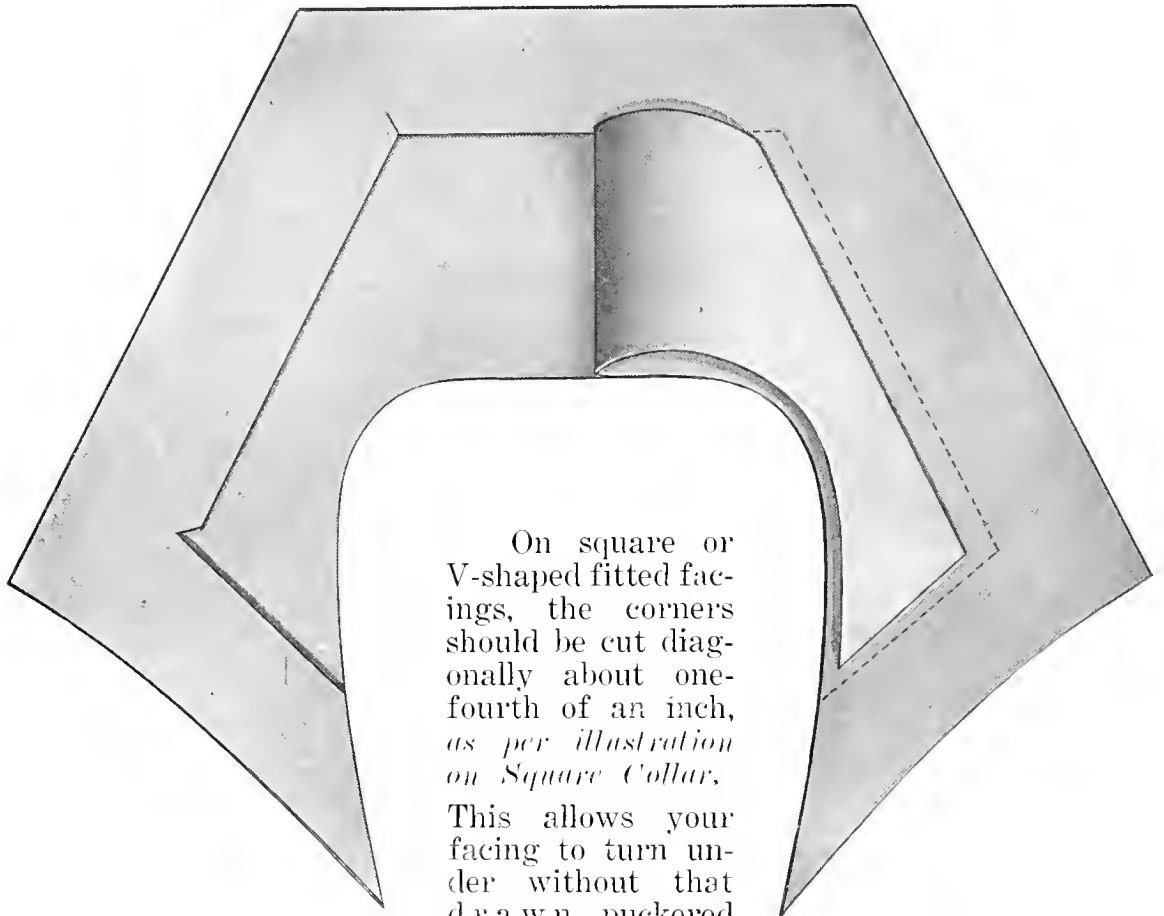 On square or
V-shaped fitted fac-
ings, the corners
should be cut diag-
onally about one-
fourth of an inch,
as per illustration
on Square Collar.
This allows your
facing to turn un-
der without that
drawn, puckered